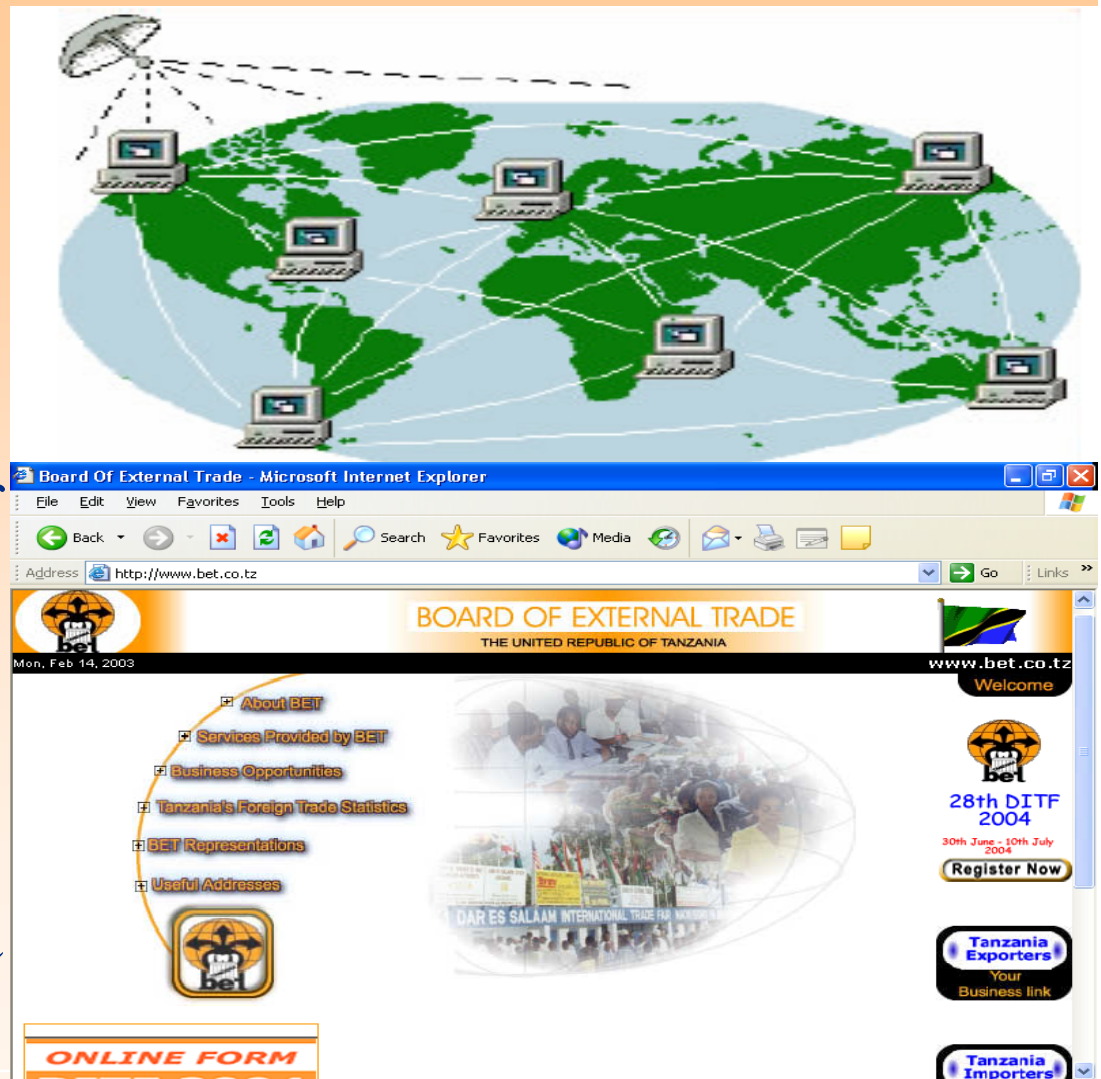 Board Of External Trade - Microsoft Internet Explorer
File Edit View Favorites Tools Help
Back Search Favorites Media
Address http://www.bet.co.tz Go Links »
bet
BOARD OF EXTERNAL TRADE
THE UNITED REPUBLIC OF TANZANIA
Mon, Feb 14, 2003
www.bet.co.tz
Welcome
About BET
Services Provided by BET
Business Opportunities
Tanzania's Foreign Trade Statistics
BET Representations
Useful Addresses
bet
DAR ES SALAAM INTERNATIONAL TRADE FAIR
bet
28th DITF
2004
30th June - 10th July
2004
Register Now
Tanzania
Exporters
Your
Business link
ONLINE FORM
Tanzania
Importers